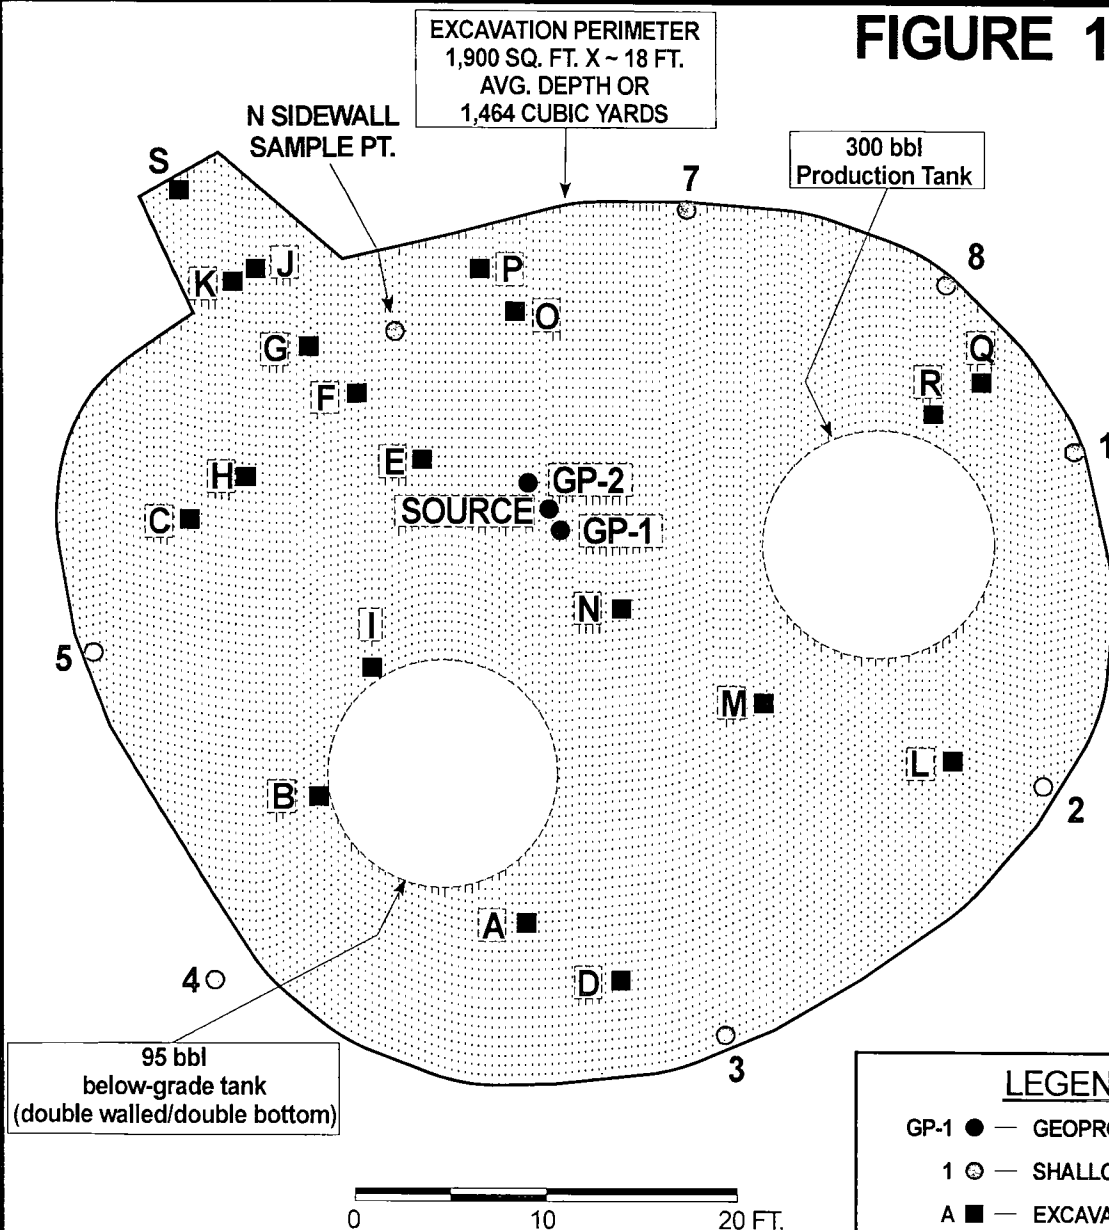 FIGURE 1
EXCAVATION PERIMETER
1,900 SQ. FT. X ~ 18 FT.
AVG. DEPTH OR
1,464 CUBIC YARDS
N SIDEWALL
SAMPLE PT.
300 bbl
Production Tank
S
7
8
J
K
P
O
G
Q
R
F
1
E
H
GP-2
SOURCE
C
GP-1
N
I
5
M
L
B
2
A
4
D
3
95 bbl
below-grade tank
(double walled/double bottom)
LEGEN
GP-1 — GEOPRO
1 — SHALLO
A — EXCAVA
0 10 20 FT.